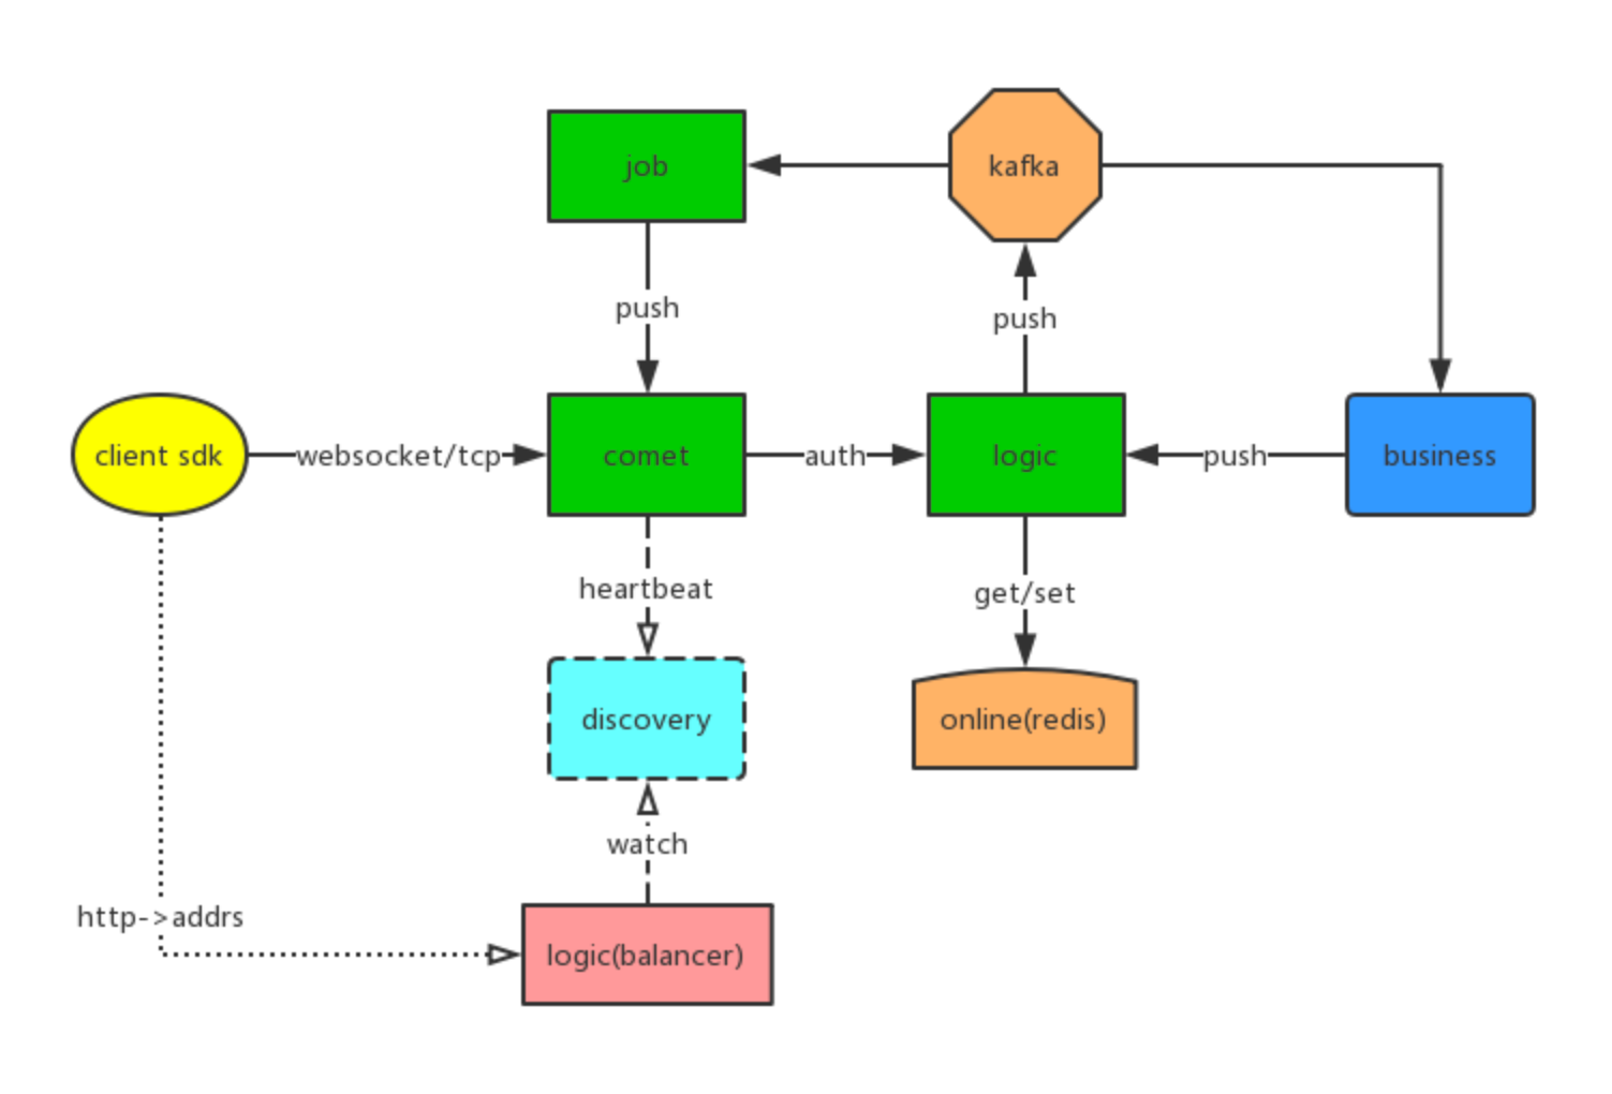 job
kafka
push
push
client sdk
websocket/tcp
comet
auth
logic
push
business
heartbeat
get/set
discovery
online(redis)
watch
http->addrs
logic(balancer)